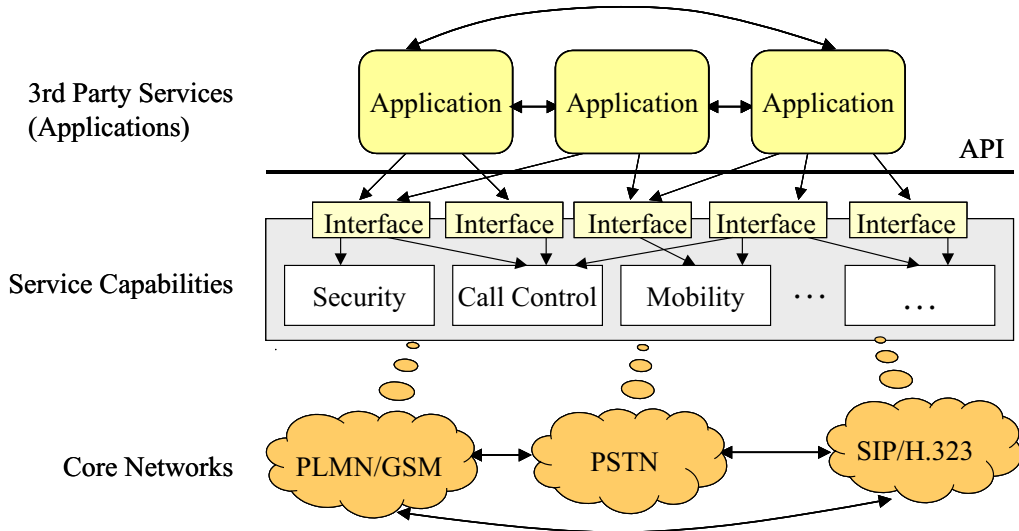 3rd Party Services
(Applications)
Application
Application
Application
API
Interface
Interface
Interface
Interface
Interface
Service Capabilities
Security
Call Control
Mobility
...
...
Core Networks
PLMN/GSM
PSTN
SIP/H.323